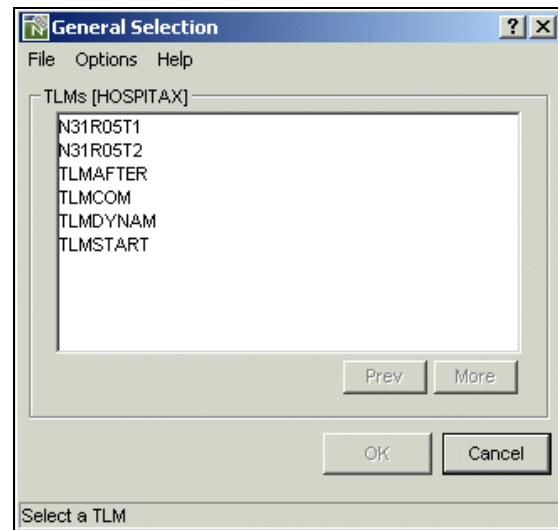 General Selection
File Options Help
TLMs [HOSPITAX]
N31R05T1
N31R05T2
TLMAFTER
TLMCOM
TLMDYNAM
TLMSTART
Prev More
OK Cancel
Select a TLM